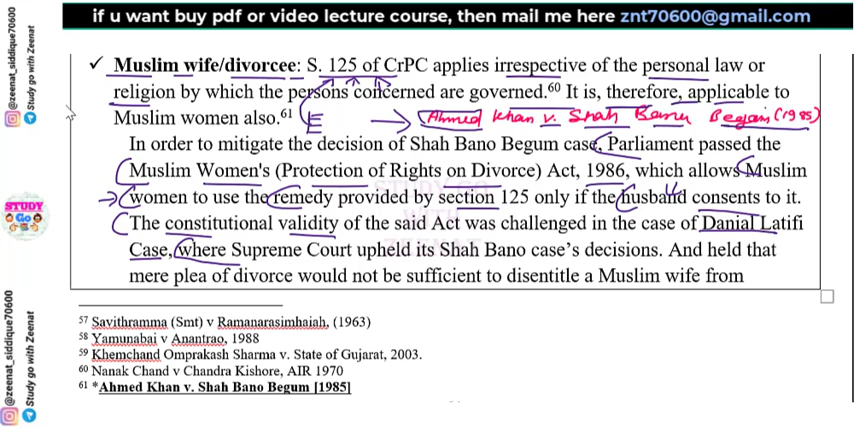 if u want buy pdf or video lecture course, then mail me here znt70600@gmail.com
@zeenat_siddique70600
Study go with Zeenat
✓ Muslim wife/divorcee: S. 125 of CrPC applies irrespective of the personal law or
religion by which the persons concerned are governed.60 It is, therefore, applicable to
Muslim women also.61
Ahmed Khan v. Shah Banu Begam (1985)
In order to mitigate the decision of Shah Bano Begum case, Parliament passed the
Muslim Women's (Protection of Rights on Divorce) Act, 1986, which allows Muslim
women to use the remedy provided by section 125 only if the husband consents to it.
The constitutional validity of the said Act was challenged in the case of Danial Latifi
Case, where Supreme Court upheld its Shah Bano case's decisions. And held that
mere plea of divorce would not be sufficient to disentitle a Muslim wife from
STUDY
Go
STUDY GO
WITH
ZEENAT
57 Savithramma (Smt) v Ramanarasimhaiah, (1963)
58 Yamunabai v Anantrao, 1988
59 Khemchand Omprakash Sharma v. State of Gujarat, 2003.
60 Nanak Chand v Chandra Kishore, AIR 1970
61 *Ahmed Khan v. Shah Bano Begum [1985]
@zeenat_siddique70600
Study go with Zeenat